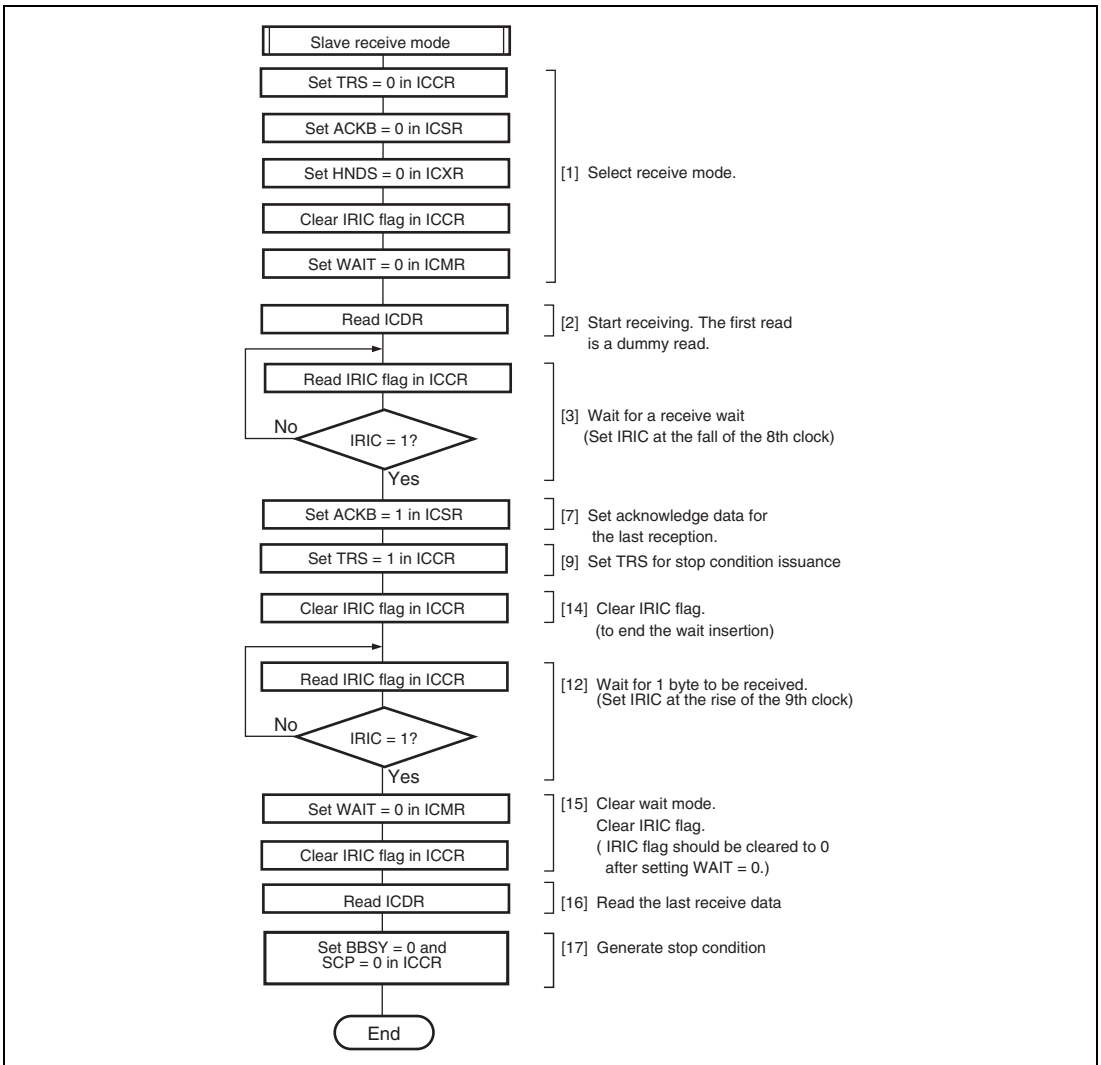 Slave receive mode
Set TRS = 0 in ICCR
Set ACKB = 0 in ICSR
Set HNDS = 0 in ICXR
Clear IRIC flag in ICCR
Set WAIT = 0 in ICMR
[1] Select receive mode.
Read ICDR
[2] Start receiving. The first read
is a dummy read.
Read IRIC flag in ICCR
No
IRIC = 1?
Yes
[3] Wait for a receive wait
(Set IRIC at the fall of the 8th clock)
Set ACKB = 1 in ICSR
[7] Set acknowledge data for
the last reception.
Set TRS = 1 in ICCR
[9] Set TRS for stop condition issuance
Clear IRIC flag in ICCR
[14] Clear IRIC flag.
(to end the wait insertion)
Read IRIC flag in ICCR
No
IRIC = 1?
Yes
[12] Wait for 1 byte to be received.
(Set IRIC at the rise of the 9th clock)
Set WAIT = 0 in ICMR
Clear IRIC flag in ICCR
[15] Clear wait mode.
Clear IRIC flag.
( IRIC flag should be cleared to 0
after setting WAIT = 0.)
Read ICDR
[16] Read the last receive data
Set BBSY = 0 and
SCP = 0 in ICCR
[17] Generate stop condition
End